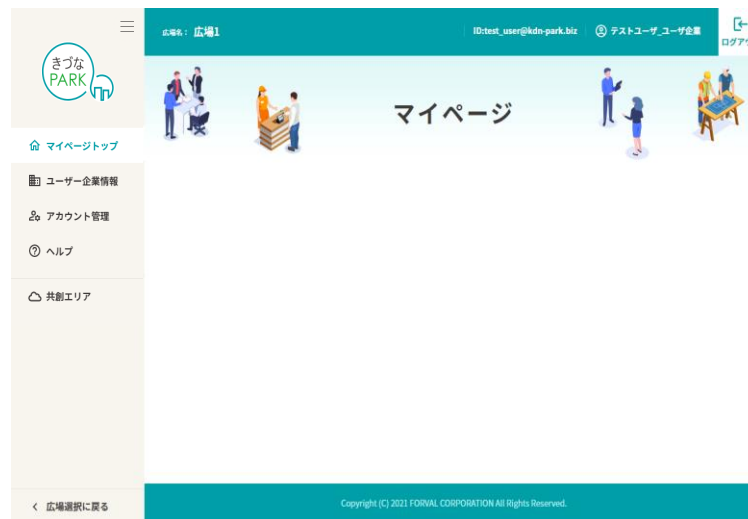 きづな
PARK
マイページトップ
ユーザー企業情報
アカウント管理
ヘルプ
共創エリア
広場選択に戻る
広場名： 広場1
ID:test_user@kdn-park.biz
テストユーザ_ユーザ企業
ログアウ
マイページ
Copyright (C) 2021 FORVAL CORPORATION All Rights Reserved.